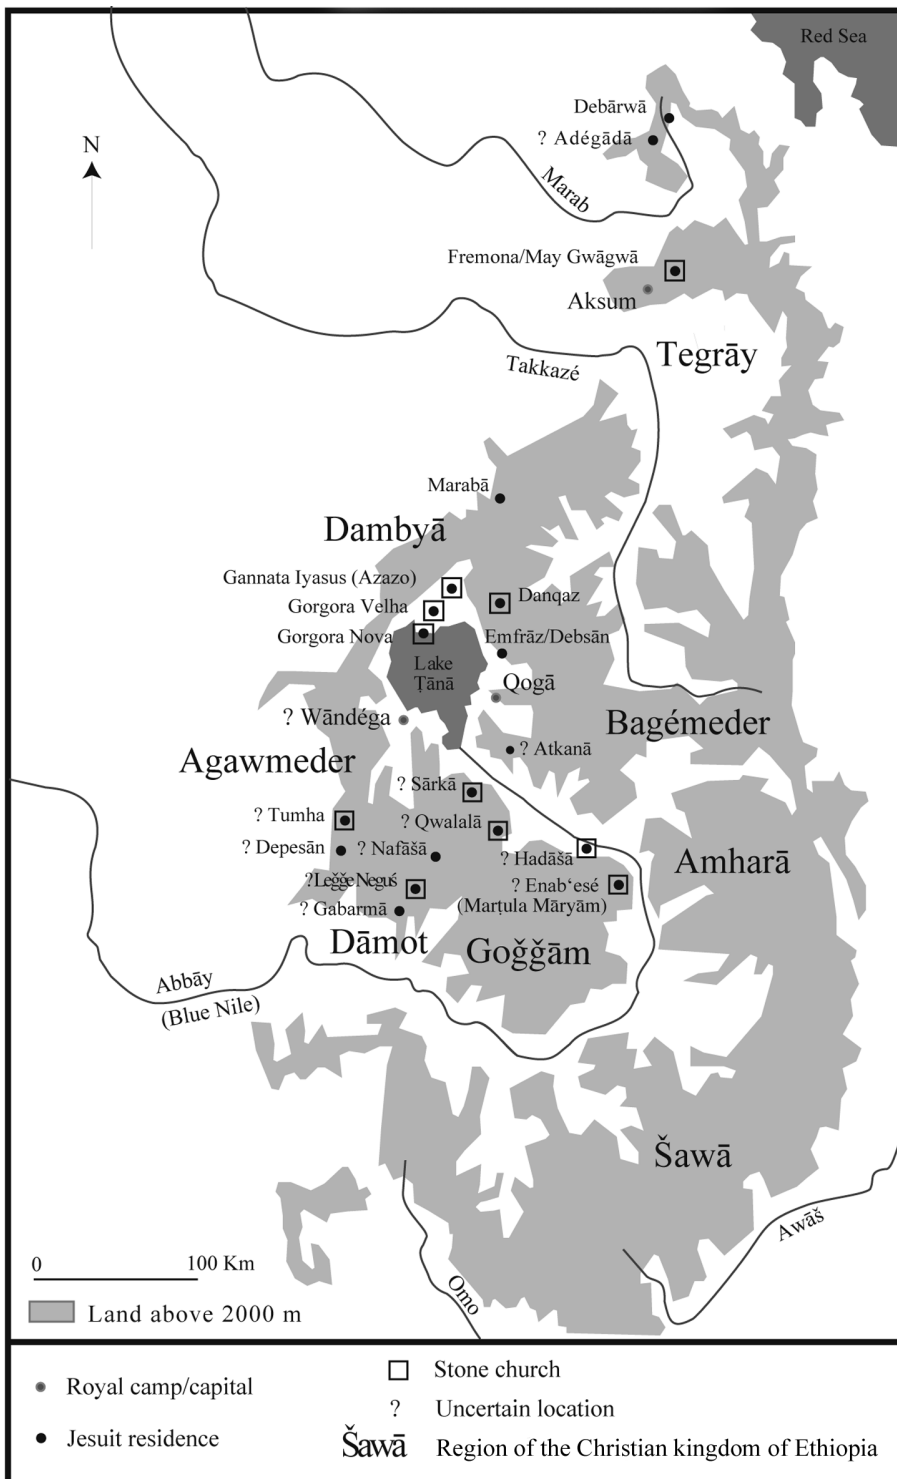 Red Sea
Debārwā
? Adégādā
N
Marab
Fremona/May Gwāgwā
Aksum
Tegrāy
Takkazé
Marabā
Dambyā
Gannata Iyasus (Azazo)
Danqaz
Gorgora Velha
Gorgora Nova
Emfrāz/Debsān
Lake
Ṭānā
Qogā
? Wāndéga
Bagémeder
? Atkanā
Agawmeder
? Sārkā
? Tumha
? Qwalalā
? Depesān
? Nafāšā
? Hadāšā
Amharā
?Leǧǧe Neguś
? Enab‘esé
(Marṭula Māryām)
? Gabarmā
Dāmot
Goǧǧām
Abbāy
(Blue Nile)
Šawā
Awāš
0 100 Km
Omo
Land above 2000 m
Royal camp/capital
Jesuit residence
Stone church
? Uncertain location
Šawā Region of the Christian kingdom of Ethiopia